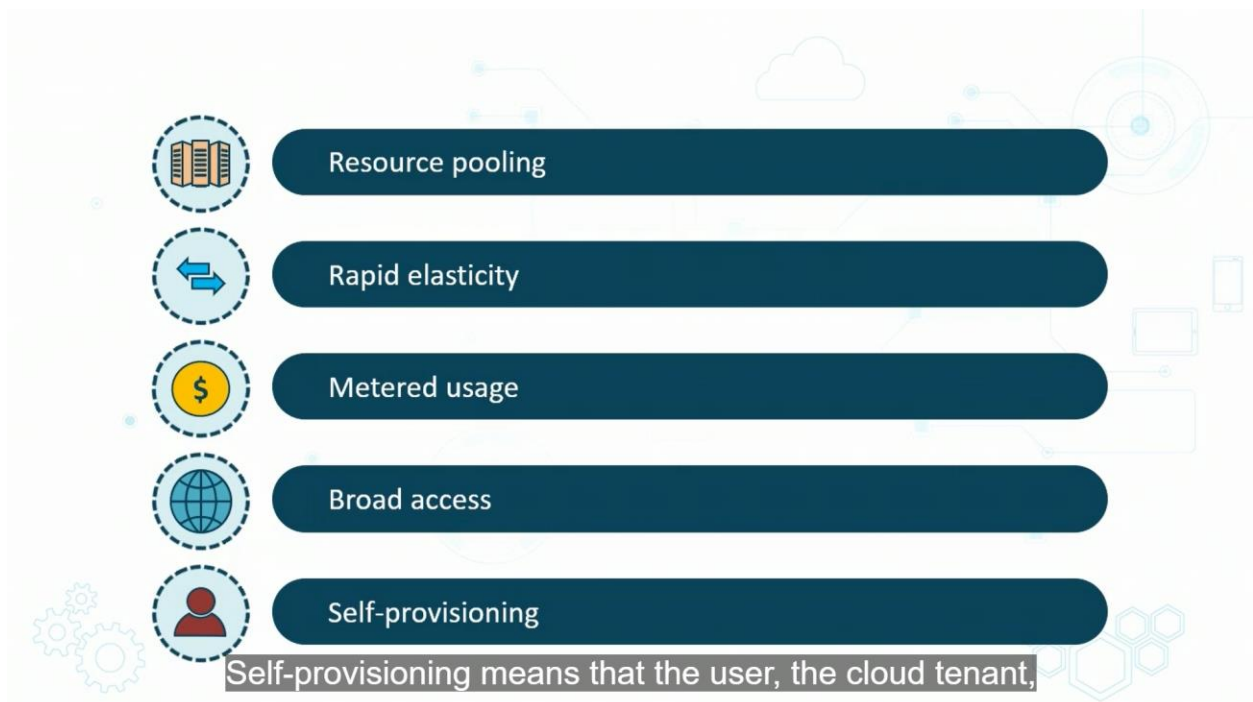 Resource pooling
Rapid elasticity
$
Metered usage
Broad access
Self-provisioning
Self-provisioning means that the user, the cloud tenant,